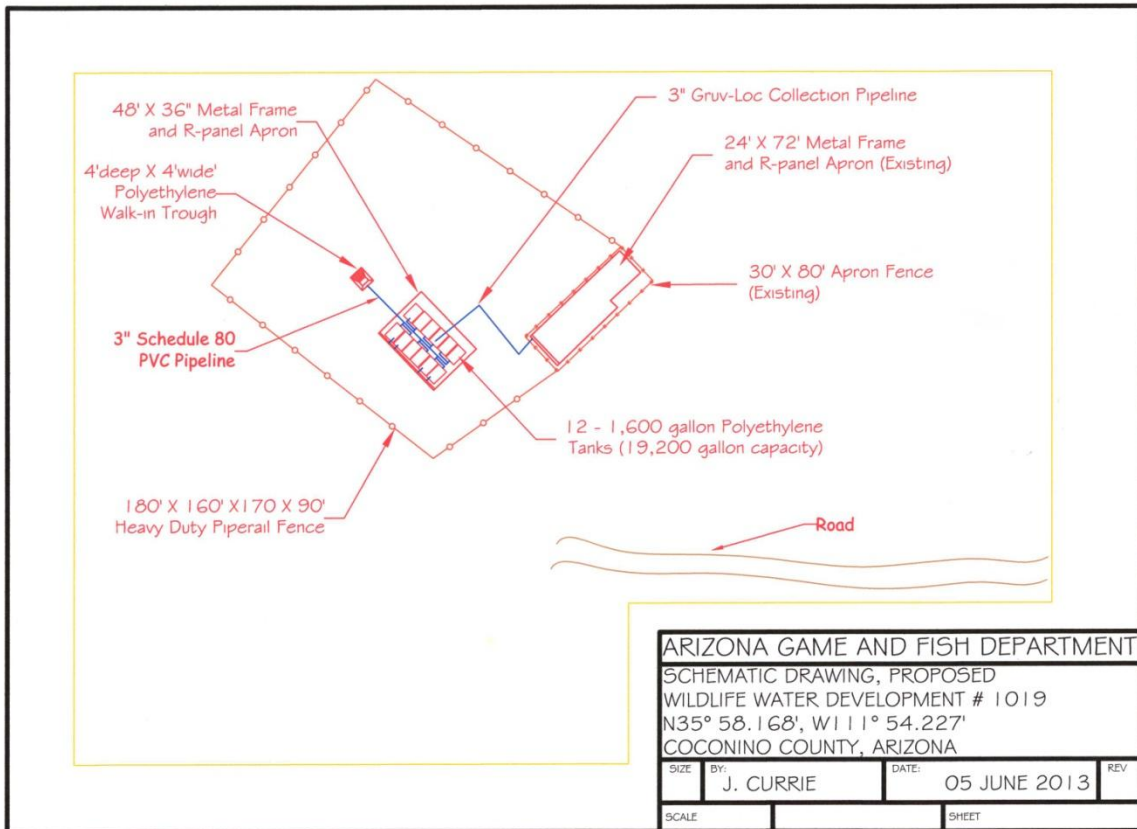 48' X 36" Metal Frame
and R-panel Apron
3" Gruv-Loc Collection Pipeline
24' X 72' Metal Frame
and R-panel Apron (Existing)
4'deep X 4'wide'
Polyethylene
Walk-in Trough
30' X 80' Apron Fence
(Existing)
3" Schedule 80
PVC Pipeline
12 - 1,600 gallon Polyethylene
Tanks (19,200 gallon capacity)
180' X 160' X170 X 90'
Heavy Duty Piperail Fence
Road
ARIZONA GAME AND FISH DEPARTMENT
SCHEMATIC DRAWING, PROPOSED
WILDLIFE WATER DEVELOPMENT # 1019
N35° 58.168', W111° 54.227'
COCONINO COUNTY, ARIZONA
SIZE BY: J. CURRIE DATE: 05 JUNE 2013 REV
SCALE SHEET